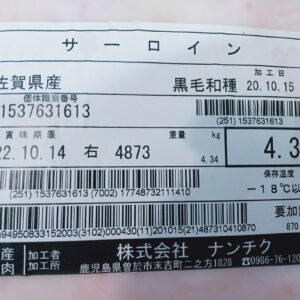 サーロイン
佐賀県産
黒毛和種
加工日
20.10.15
個体識別番号
1537631613
(251) 1537631613
賞味期限
22.10.14
右 4873
重量
kg
4.34
4.3
(251) 1537631613 (7002) 17748732111410
保存温度
−18℃以
要加
株式会社 ナンチク
加工者
加工所
鹿児島県曽於市末吉町二之方1828
☎0986-76-120